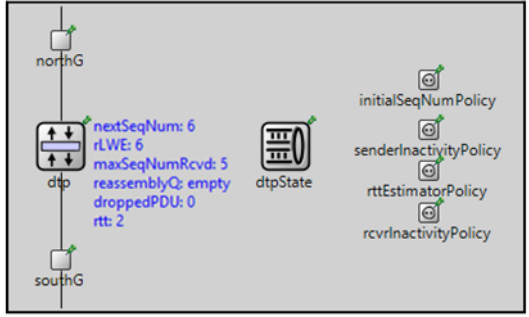 northG
nextSeqNum: 6
rLWE: 6
maxSeqNumRcvd: 5
reassemblyQ: empty
droppedPDU: 0
rtt: 2
dtp
dtpState
initialSeqNumPolicy
senderInactivityPolicy
rttEstimatorPolicy
rcvrInactivityPolicy
southG